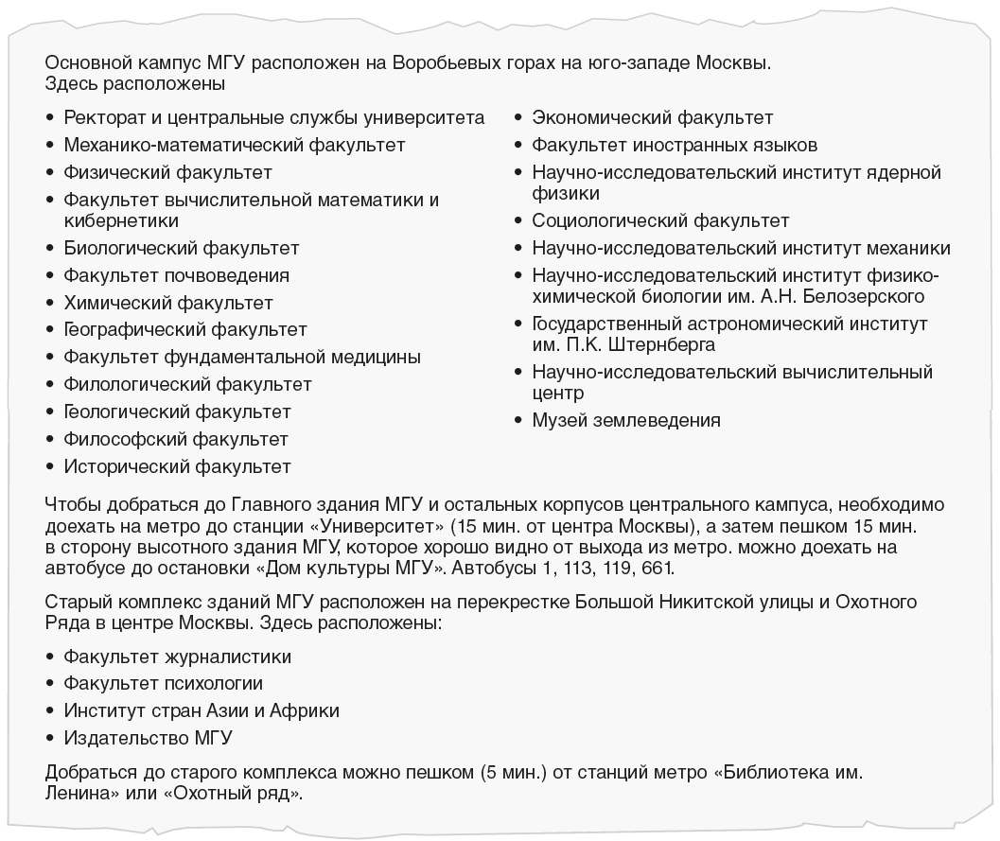 Основной кампус МГУ расположен на Воробьевых горах на юго-западе Москвы.
Здесь расположены
• Ректорат и центральные службы университета
• Механико-математический факультет
• Физический факультет
• Факультет вычислительной математики и
кибернетики
• Биологический факультет
• Факультет почвоведения
• Химический факультет
• Географический факультет
• Факультет фундаментальной медицины
• Филологический факультет
• Геологический факультет
• Философский факультет
• Исторический факультет
• Экономический факультет
• Факультет иностранных языков
• Научно-исследовательский институт ядерной
физики
• Социологический факультет
• Научно-исследовательский институт механики
• Научно-исследовательский институт физико-
химической биологии им. А.Н. Белозерского
• Государственный астрономический институт
им. П.К. Штернберга
• Научно-исследовательский вычислительный
центр
• Музей землеведения
Чтобы добраться до Главного здания МГУ и остальных корпусов центрального кампуса, необходимо
доехать на метро до станции «Университет» (15 мин. от центра Москвы), а затем пешком 15 мин.
в сторону высотного здания МГУ, которое хорошо видно от выхода из метро. можно доехать на
автобусе до остановки «Дом культуры МГУ». Автобусы 1, 113, 119, 661.
Старый комплекс зданий МГУ расположен на перекрестке Большой Никитской улицы и Охотного
Ряда в центре Москвы. Здесь расположены:
• Факультет журналистики
• Факультет психологии
• Институт стран Азии и Африки
• Издательство МГУ
Добраться до старого комплекса можно пешком (5 мин.) от станций метро «Библиотека им.
Ленина» или «Охотный ряд».